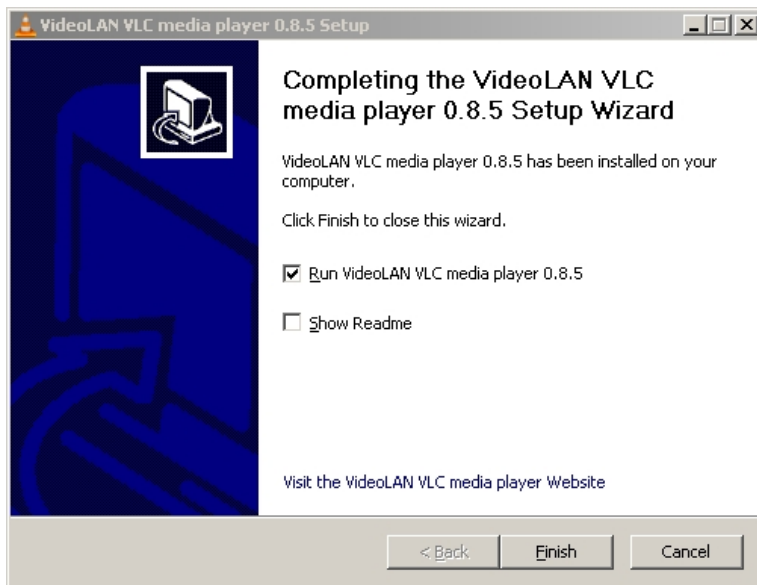 VideoLAN VLC media player 0.8.5 Setup
Completing the VideoLAN VLC
media player 0.8.5 Setup Wizard
VideoLAN VLC media player 0.8.5 has been installed on your
computer.
Click Finish to close this wizard.
Run VideoLAN VLC media player 0.8.5
Show Readme
Visit the VideoLAN VLC media player Website
< Back
Finish
Cancel